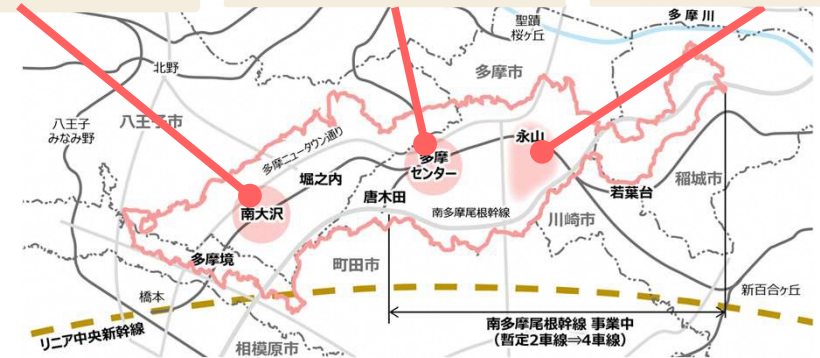 聖蹟
桜ヶ丘
多摩川
北野
多摩市
八王子
みなみ野
八王子市
多摩ニュータウン通り
永山
多摩
センター
堀之内
唐木田
若葉台
稲城市
南大沢
南多摩尾根幹線
川崎市
多摩境
町田市
橋本
新百合ヶ丘
リニア中央新幹線
南多摩尾根幹線 事業中
(暫定2車線⇒4車線)
相模原市